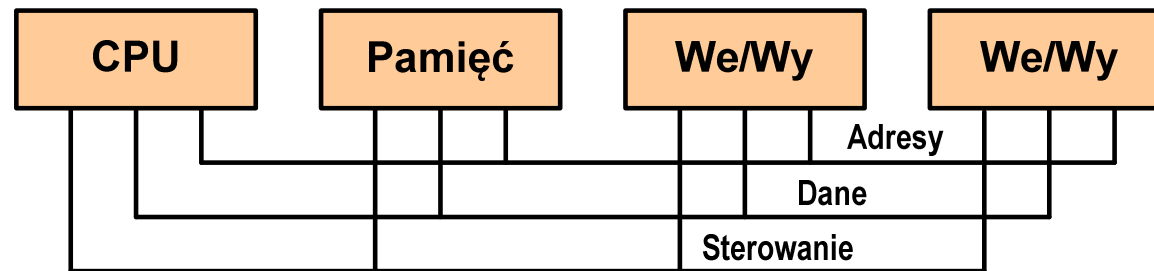 CPU
Pamięć
We/Wy
We/Wy
Adresy
Dane
Sterowanie